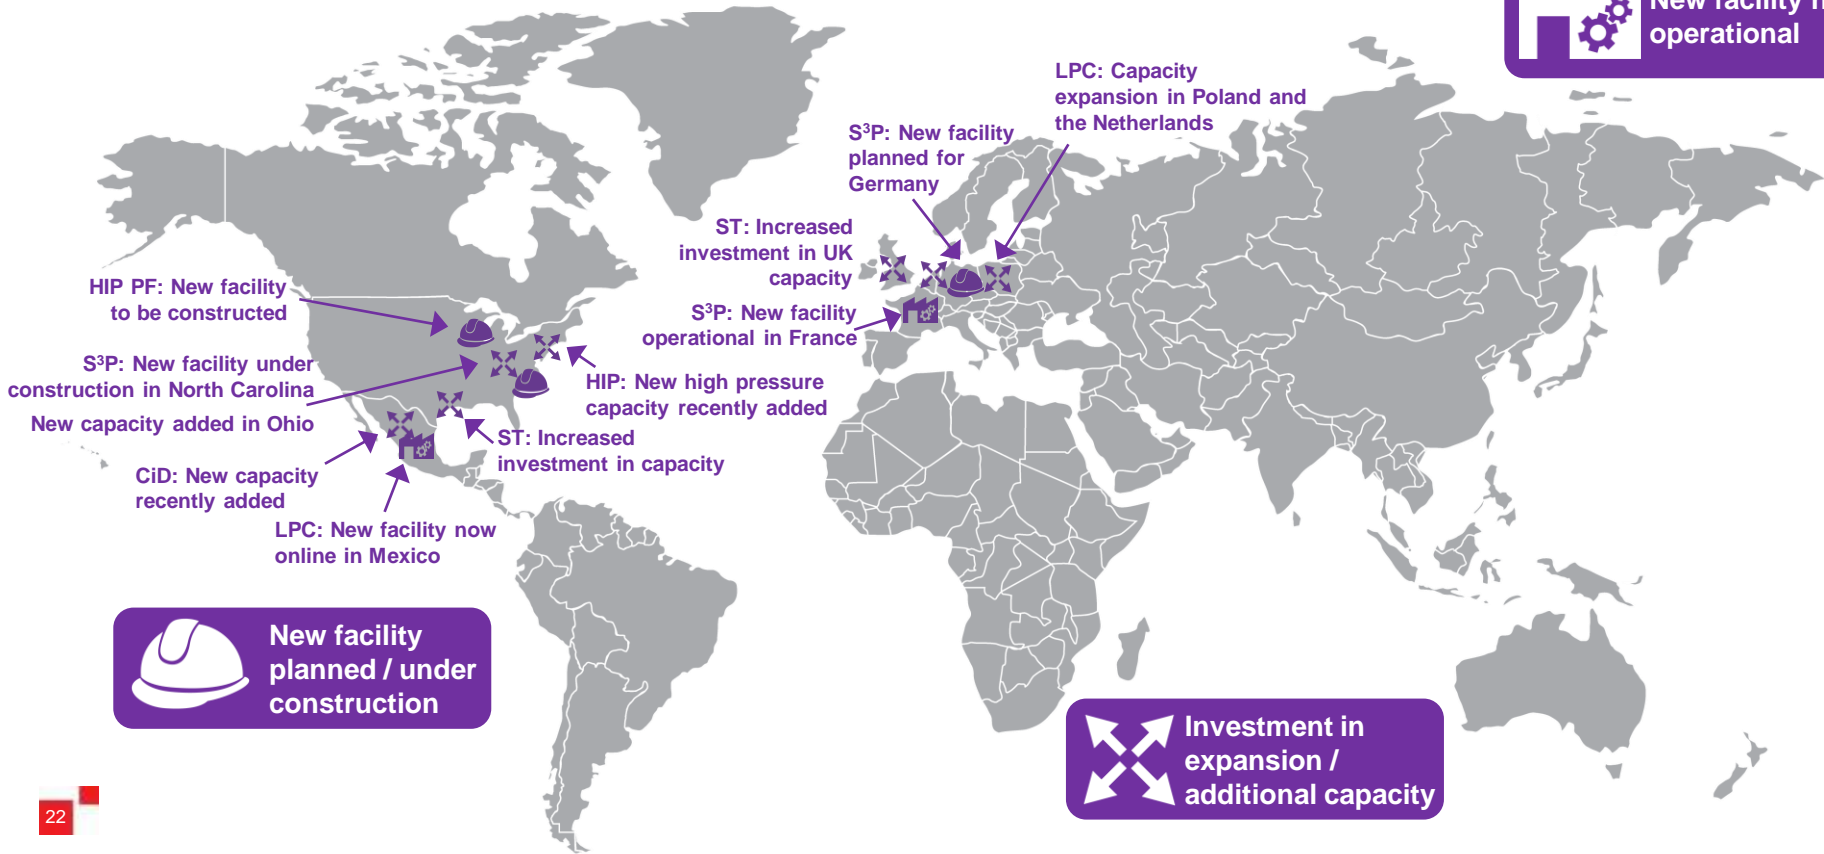 New facility
operational
LPC: Capacity
expansion in Poland and
the Netherlands
S³P: New facility
planned for
Germany
ST: Increased
investment in UK
capacity
S³P: New facility
operational in France
HIP PF: New facility
to be constructed
S³P: New facility under
construction in North Carolina
New capacity added in Ohio
HIP: New high pressure
capacity recently added
ST: Increased
investment in capacity
CiD: New capacity
recently added
LPC: New facility now
online in Mexico
New facility
planned / under
construction
Investment in
expansion /
additional capacity
22